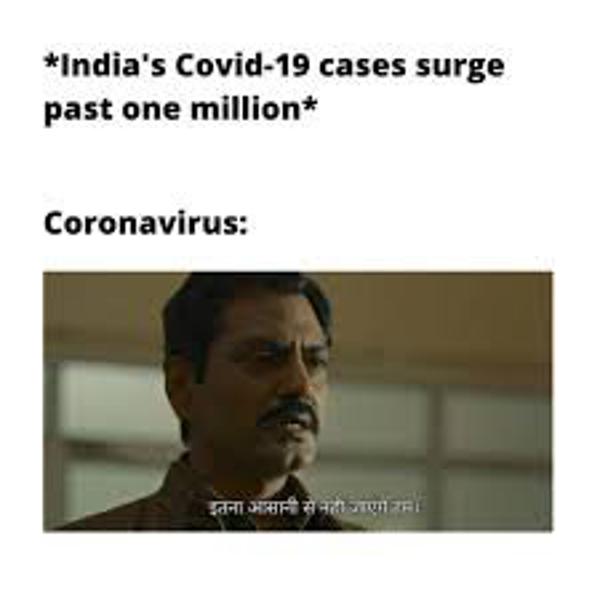 *India's Covid-19 cases surge
past one million*
Coronavirus:
इतना आसानी से नही जाएंगे हम।